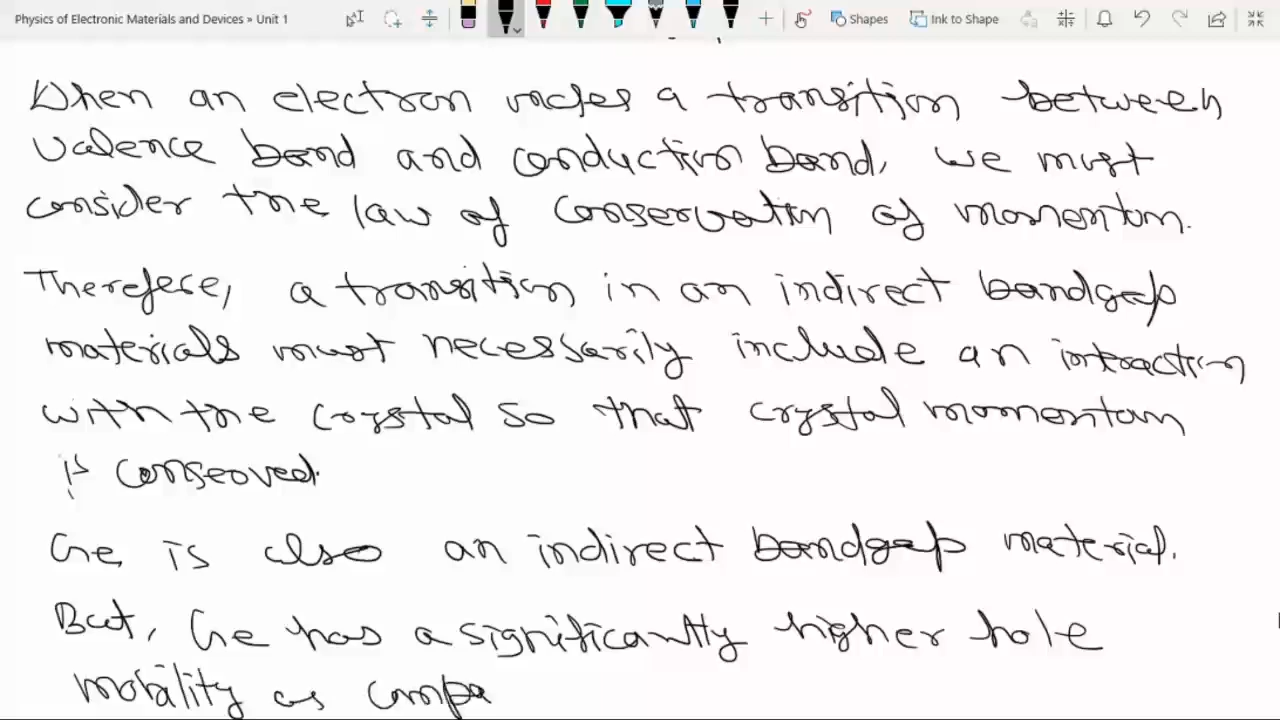 Physics of Electronic Materials and Devices » Unit 1
Shapes
Ink to Shape
When an electron makes a transition between
valence band and conduction band, we must
consider the law of conservation of momentum.
Therefore, a transition in an indirect bandgap
materials must necessarily include an interaction
with the crystal so that crystal momentum
is conserved.
Ge is also an indirect bandgap material.
But, Ge has a significantly higher hole
mobility as compa